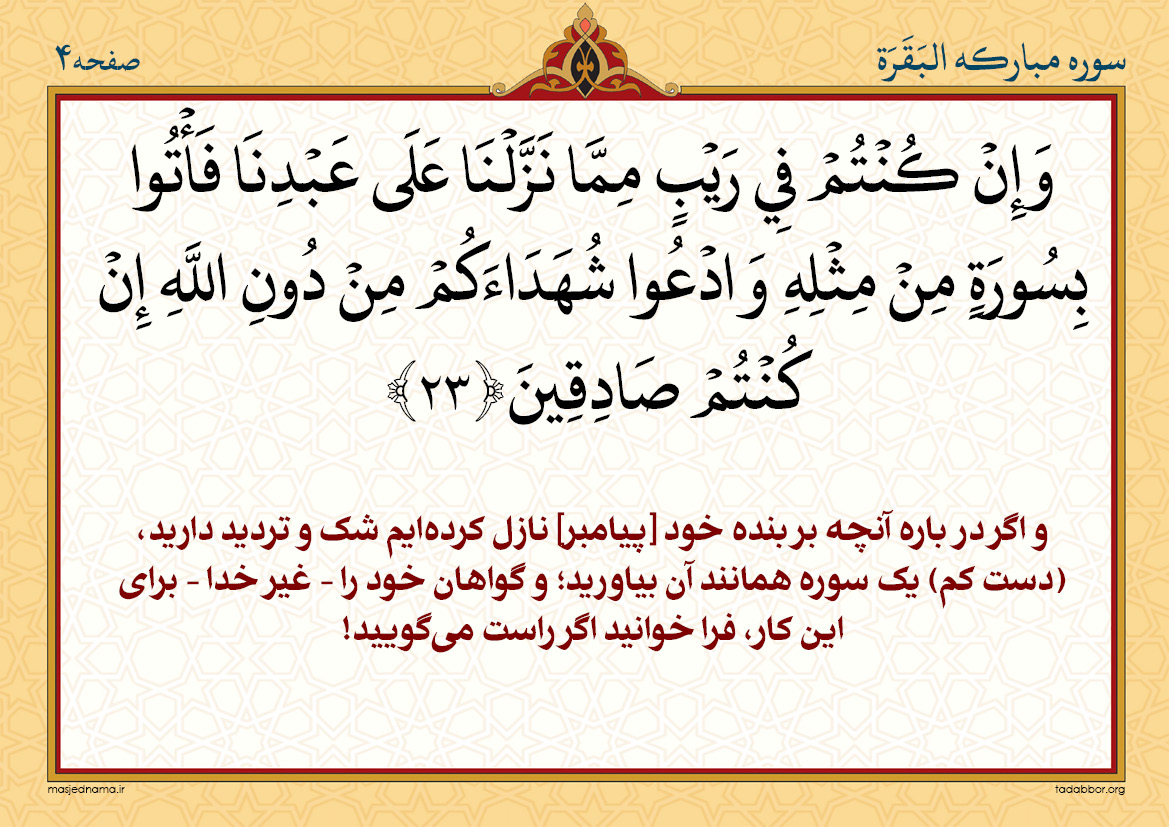 سوره مبارکه البَقَرَة
صفحه۴
وَإِنْ كُنْتُمْ فِي رَيْبٍ مِمَّا نَزَّلْنَا عَلَى عَبْدِنَا فَأْتُوا
بِسُورَةٍ مِنْ مِثْلِهِ وَ ادْعُوا شُهَدَاءَكُمْ مِنْ دُونِ اللَّهِ إِنْ
كُنْتُمْ صَادِقِينَ ﴿۲۳﴾
و اگر در باره آنچه بر بنده خود [پیامبر] نازل کرده‌ایم شک و تردید دارید،
(دست کم) یک سوره همانند آن بیاورید؛ و گواهان خود را - غیر خدا - برای
این کار، فرا خوانید اگر راست می‌گویید!
masjednama.ir
tadabbor.org